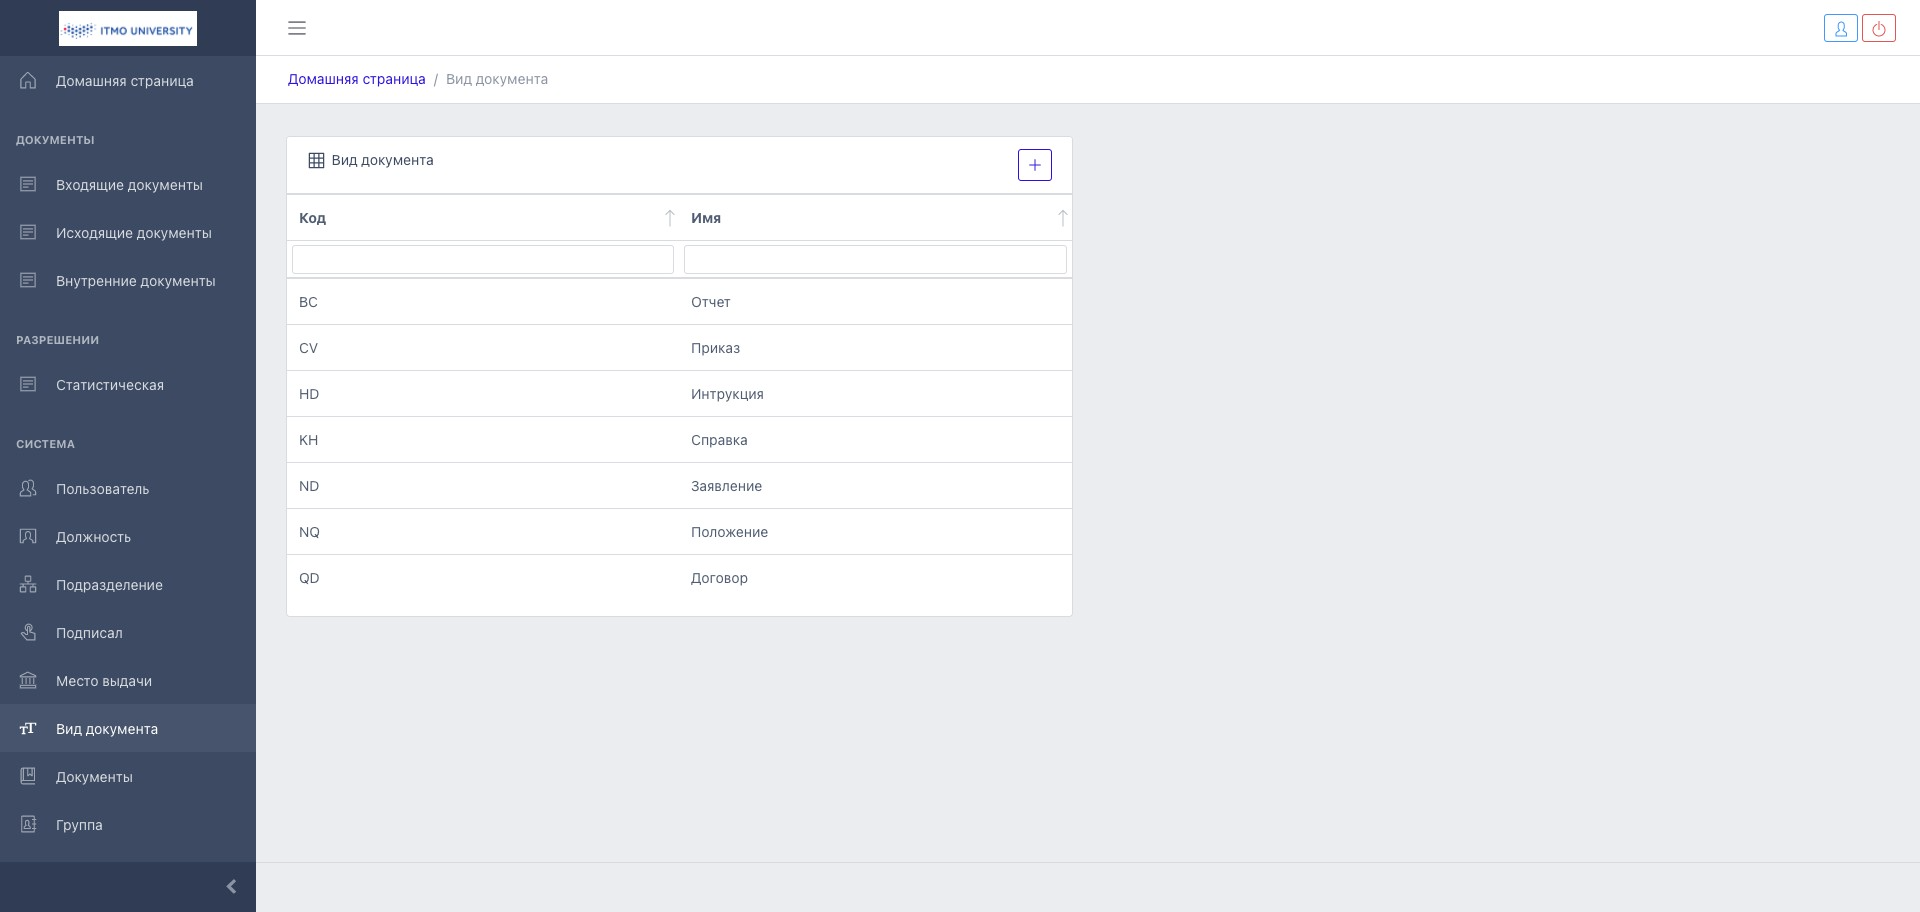 ITMO UNIVERSITY
Домашняя страница
ДОКУМЕНТЫ
Входящие документы
Исходящие документы
Внутренние документы
РАЗРЕШЕНИИ
Статистическая
СИСТЕМА
Пользователь
Должность
Подразделение
Подписал
Место выдачи
Вид документа
Документы
Группа
Домашняя страница / Вид документа
Вид документа
Код Имя
BC Отчет
CV Приказ
HD Интрукция
KH Справка
ND Заявление
NQ Положение
QD Договор